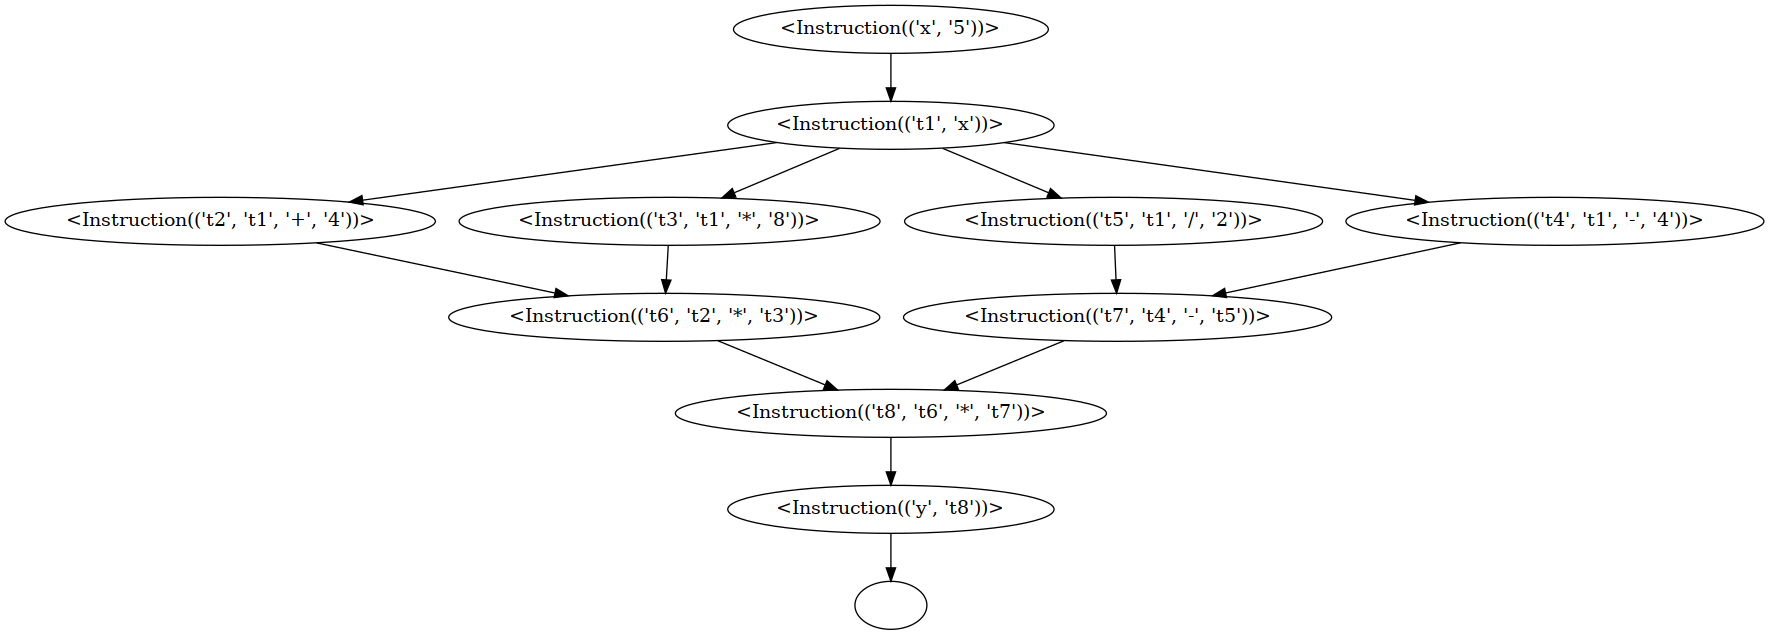 <Instruction(('x', '5'))>
<Instruction(('t1', 'x'))>
<Instruction(('t2', 't1', '+', '4'))>
<Instruction(('t3', 't1', '*', '8'))>
<Instruction(('t5', 't1', '/', '2'))>
<Instruction(('t4', 't1', '-', '4'))>
<Instruction(('t6', 't2', '*', 't3'))>
<Instruction(('t7', 't4', '-', 't5'))>
<Instruction(('t8', 't6', '*', 't7'))>
<Instruction(('y', 't8'))>